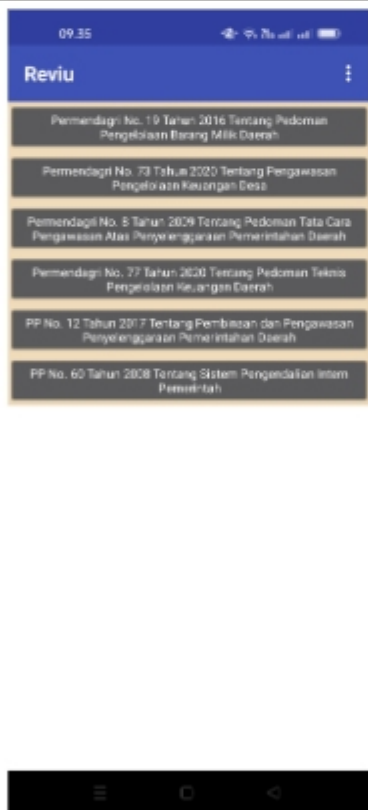 09.35
Reviu
Permendagri No. 19 Tahun 2016 Tentang Pedoman
Pengelolaan Barang Milik Daerah
Permendagri No. 73 Tahun 2020 Tentang Pengawasan
Pengelolaan Keuangan Desa
Permendagri No. 8 Tahun 2009 Tentang Pedoman Tata Cara
Pengawasan Atas Penyelenggaraan Pemerintahan Daerah
Permendagri No. 77 Tahun 2020 Tentang Pedoman Teknis
Pengelolaan Keuangan Daerah
PP No. 12 Tahun 2017 Tentang Pembinaan dan Pengawasan
Penyelenggaraan Pemerintahan Daerah
PP No. 60 Tahun 2008 Tentang Sistem Pengendalian Intern
Pemerintah